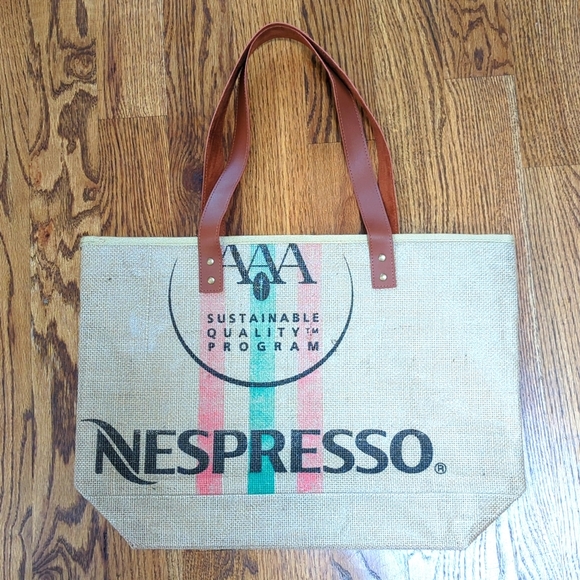 AAA
SUSTAINABLE
QUALITY™
PROGRAM
NESPRESSO®